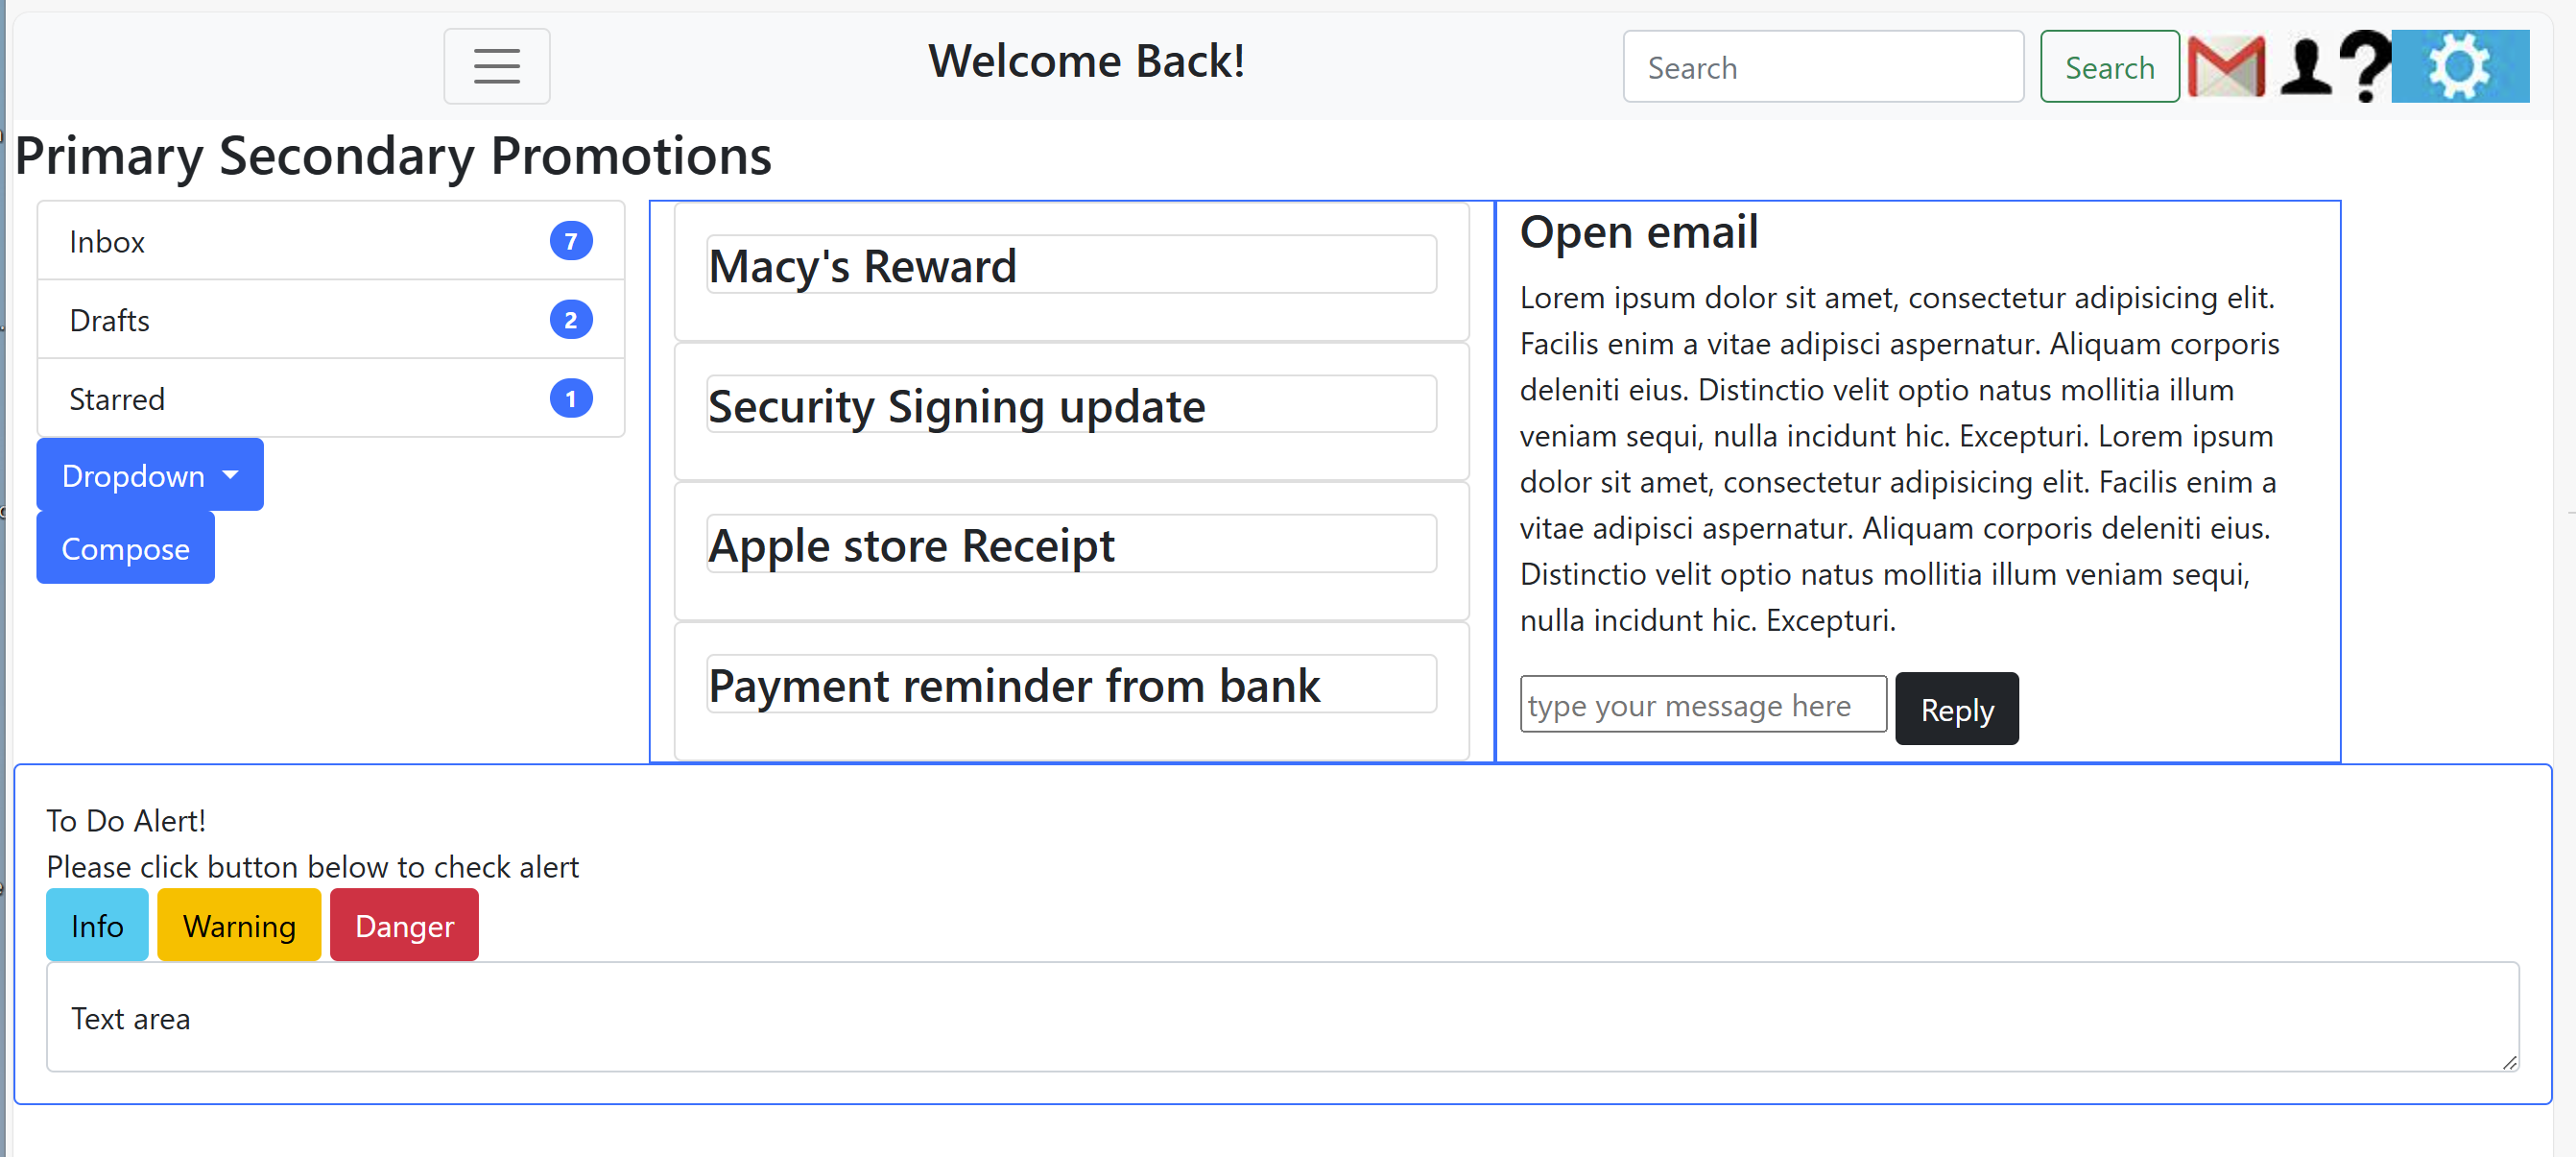 Welcome Back!
Search
Search
Primary Secondary Promotions
Inbox 7
Drafts 2
Starred 1
Dropdown
Compose
Macy's Reward
Security Signing update
Apple store Receipt
Payment reminder from bank
Open email
Lorem ipsum dolor sit amet, consectetur adipisicing elit.
Facilis enim a vitae adipisci aspernatur. Aliquam corporis
deleniti eius. Distinctio velit optio natus mollitia illum
veniam sequi, nulla incidunt hic. Excepturi. Lorem ipsum
dolor sit amet, consectetur adipisicing elit. Facilis enim a
vitae adipisci aspernatur. Aliquam corporis deleniti eius.
Distinctio velit optio natus mollitia illum veniam sequi,
nulla incidunt hic. Excepturi.
type your message here
Reply
To Do Alert!
Please click button below to check alert
Info Warning Danger
Text area